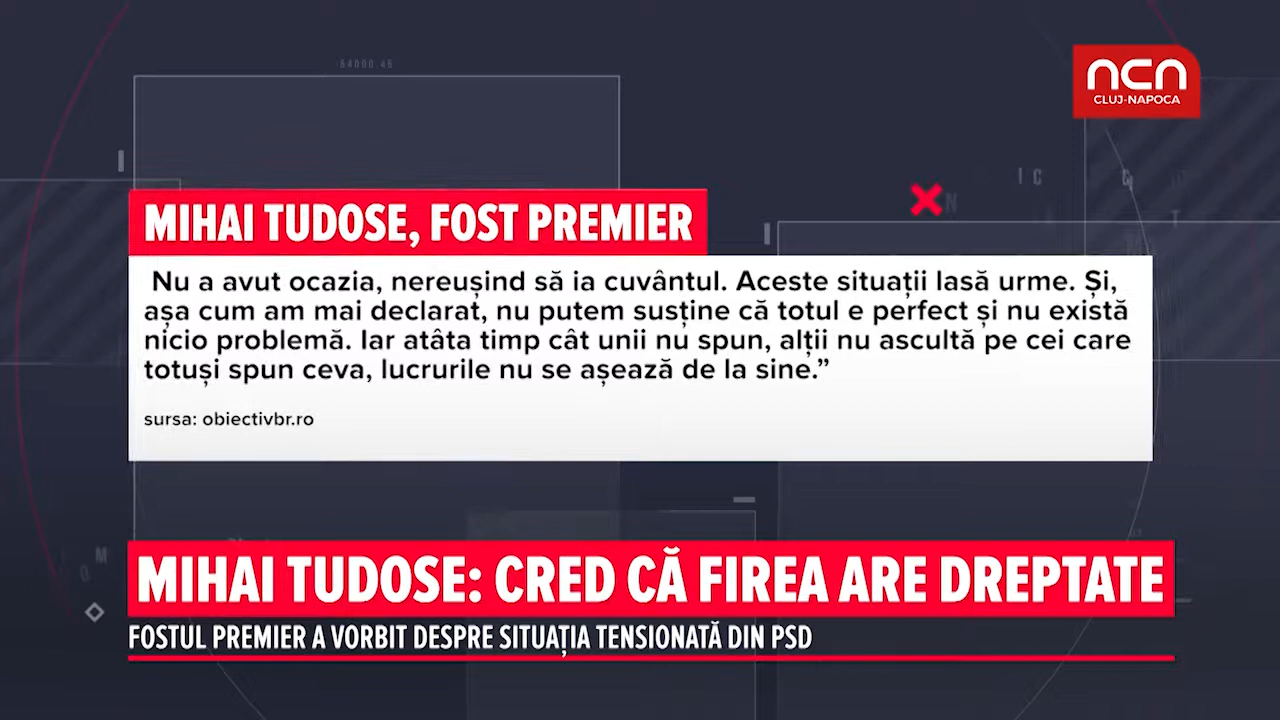 54000 45
ncn
CLUJ-NAPOCA
MIHAI TUDOSE, FOST PREMIER
Nu a avut ocazia, nereușind să ia cuvântul. Aceste situații lasă urme. Și,
așa cum am mai declarat, nu putem susține că totul e perfect și nu există
nicio problemă. Iar atâta timp cât unii nu spun, alții nu ascultă pe cei care
totuși spun ceva, lucrurile nu se așează de la sine.”
sursa: obiectivbr.ro
MIHAI TUDOSE: CRED CĂ FIREA ARE DREPTATE
FOSTUL PREMIER A VORBIT DESPRE SITUAȚIA TENSIONATĂ DIN PSD